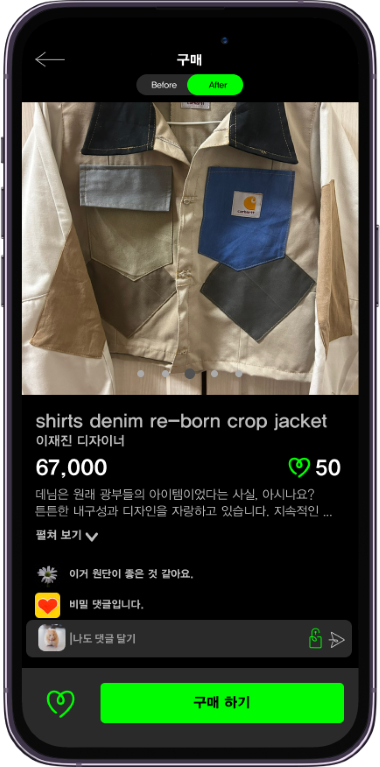 구매
Before
After
carhartt
shirts denim re-born crop jacket
이재진 디자이너
67,000
50
데님은 원래 광부들의 아이템이었다는 사실, 아시나요?
튼튼한 내구성과 디자인을 자랑하고 있습니다. 지속적인 ...
펼쳐 보기
이거 원단이 좋은 것 같아요.
비밀 댓글입니다.
나도 댓글 달기
구매 하기